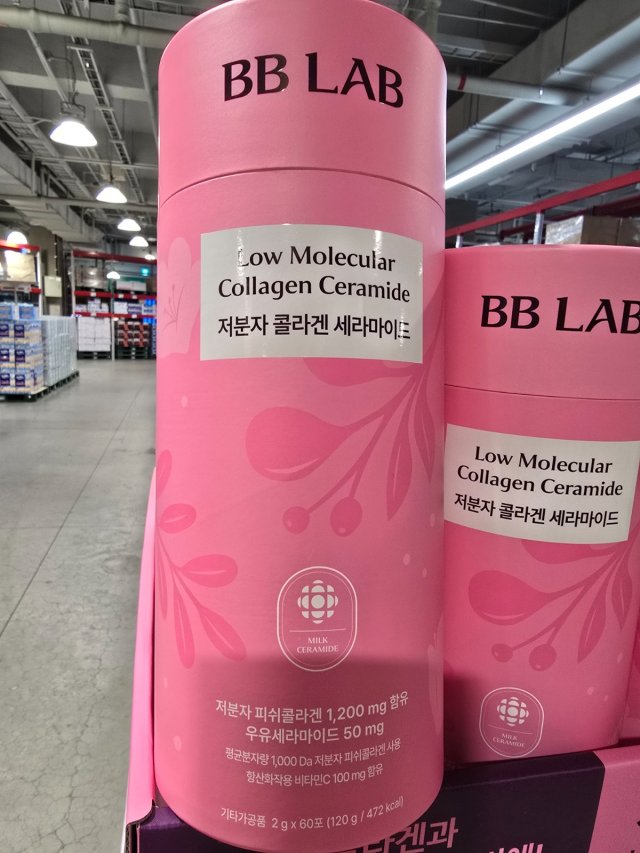 BB LAB
Low Molecular
Collagen Ceramide
저분자 콜라겐 세라마이드
MILK
CERAMIDE
저분자 피쉬콜라겐 1,200 mg 함유
우유세라마이드 50 mg
평균분자량 1,000 Da 저분자 피쉬콜라겐 사용
항산화작용 비타민C 100 mg 함유
기타가공품 2 g x 60포 (120 g / 472 kcal)
BB LAB
Low Molecular
Collagen Ceramide
저분자 콜라겐 세라마이드
MILK
CERAMIDE